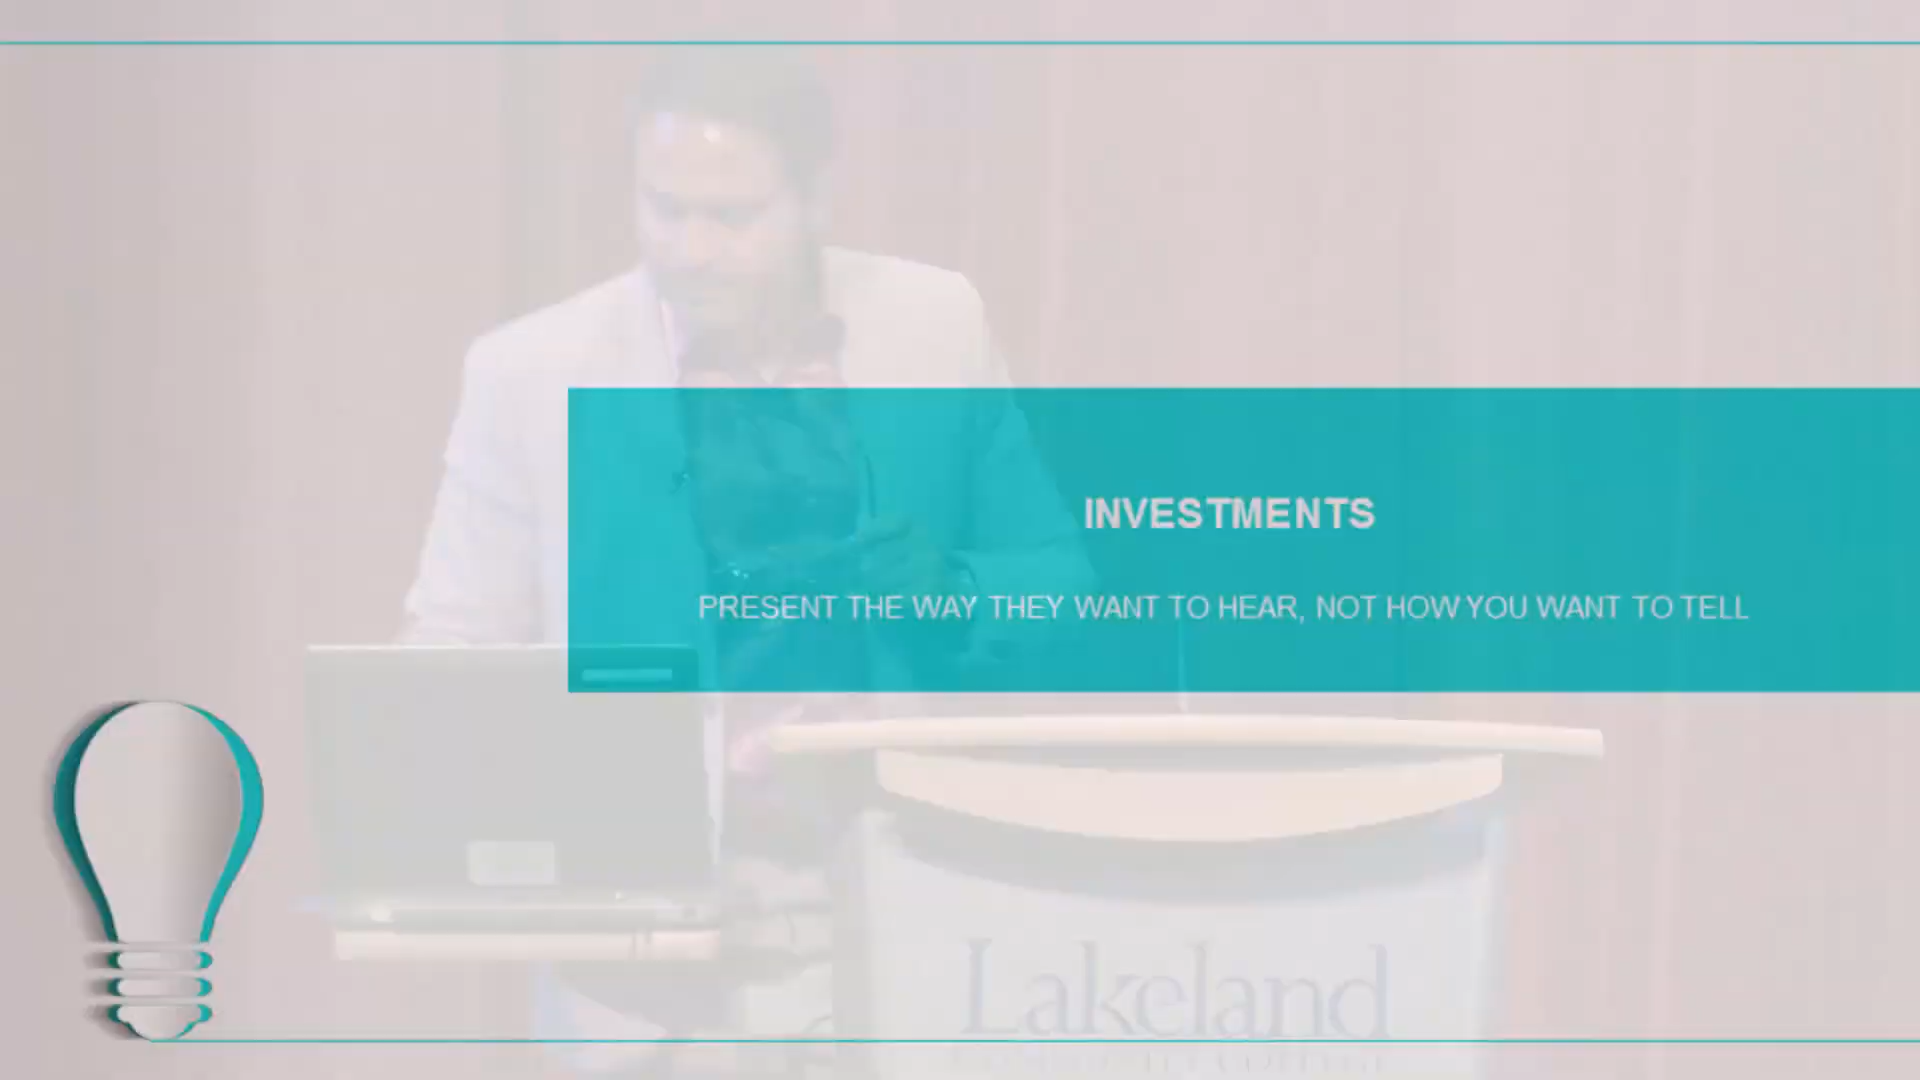 INVESTMENTS
PRESENT THE WAY THEY WANT TO HEAR, NOT HOW YOU WANT TO TELL
Lakeland